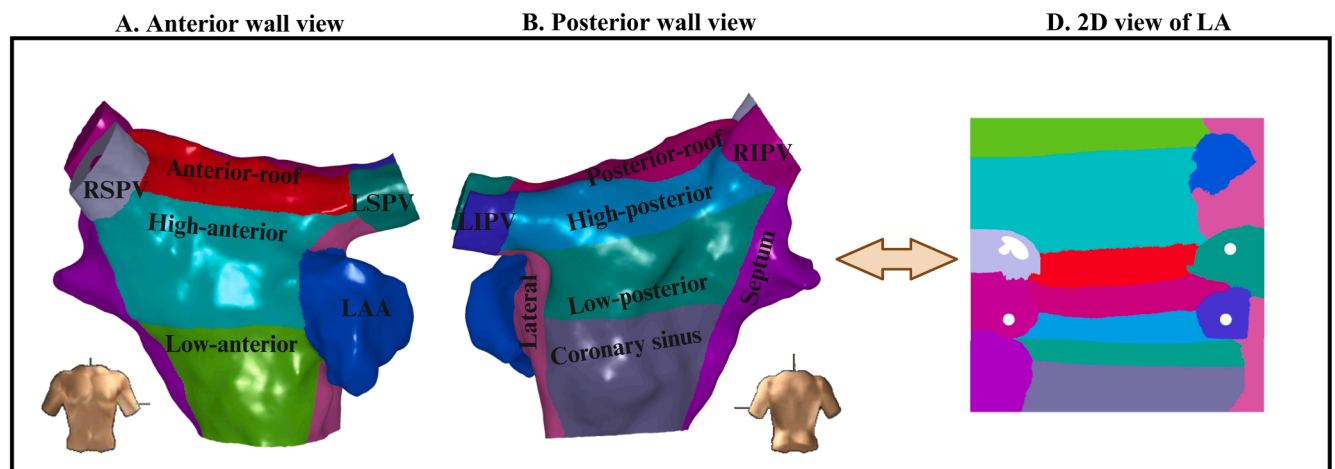 A. Anterior wall view
B. Posterior wall view
D. 2D view of LA
Anterior-roof
RSPV
LSPV
High-anterior
LAA
Low-anterior
Posterior-roof
RIPV
LIPV
High-posterior
Lateral
Low-posterior
Septum
Coronary sinus